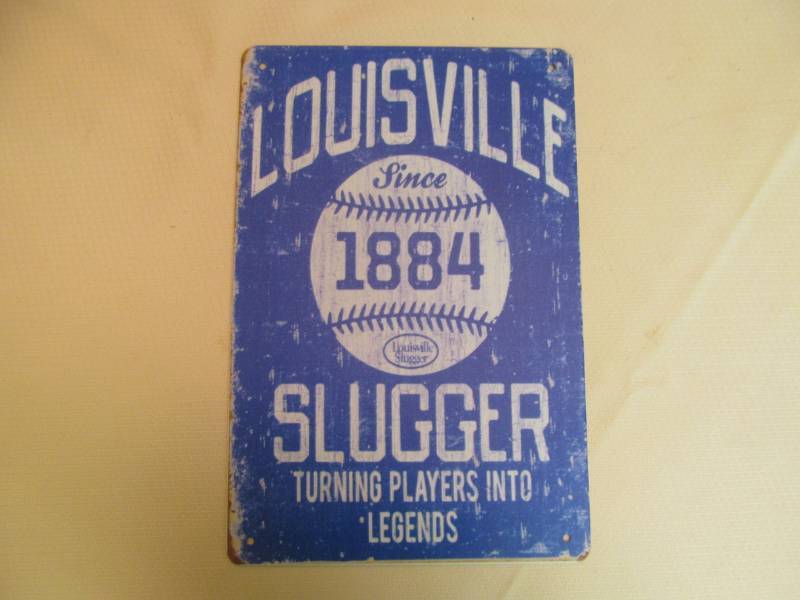 LOUISVILLE
Since
1884
Louisville
Slugger
SLUGGER
TURNING PLAYERS INTO
LEGENDS